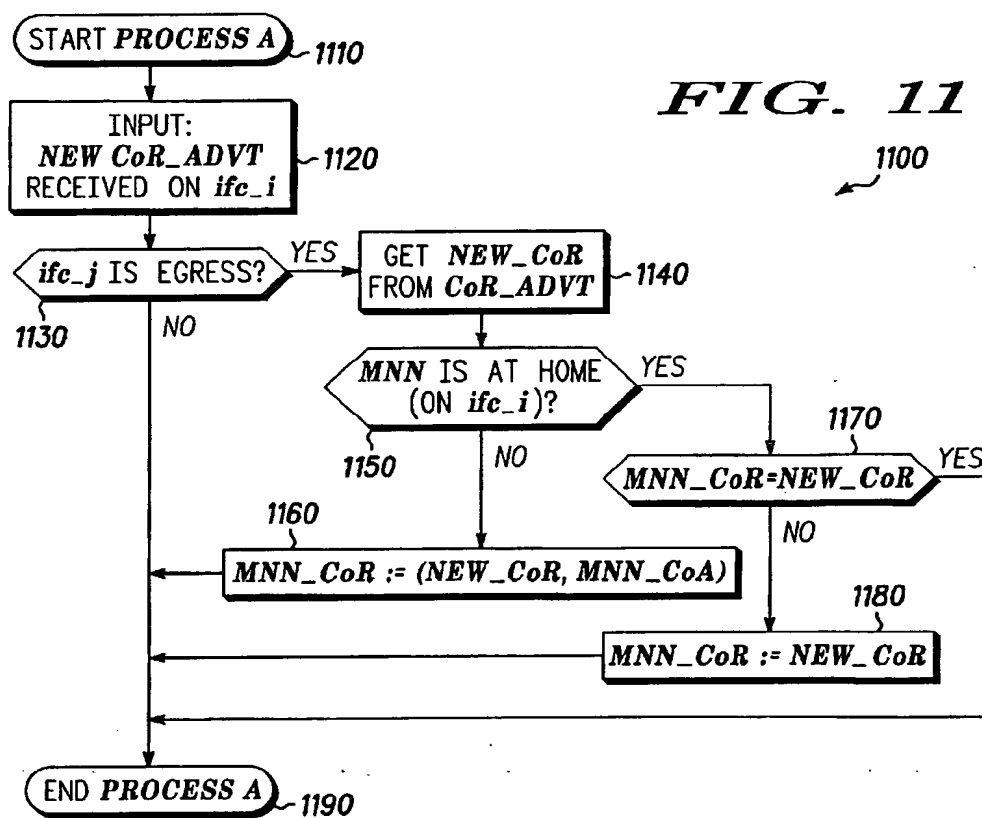 START PROCESS A
1110
FIG. 11
INPUT:
NEW CoR_ADVT
RECEIVED ON ifc_i
1120
1100
ifc_j IS EGRESS?
YES
1130
NO
GET NEW_CoR
FROM CoR_ADVT
1140
MNN IS AT HOME
(ON ifc_i)?
YES
1150
NO
1170
MNN_CoR=NEW_CoR
YES
NO
1160
MNN_CoR := (NEW_CoR, MNN_CoA)
1180
MNN_CoR := NEW_CoR
END PROCESS A
1190